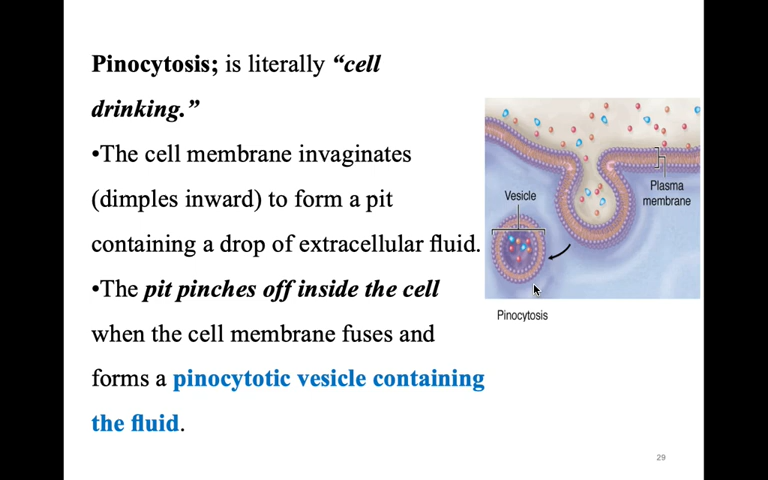 Pinocytosis; is literally “cell
drinking.”
•The cell membrane invaginates
(dimples inward) to form a pit
containing a drop of extracellular fluid.
•The pit pinches off inside the cell
when the cell membrane fuses and
forms a pinocytotic vesicle containing
the fluid.
Vesicle
Plasma
membrane
Pinocytosis
29